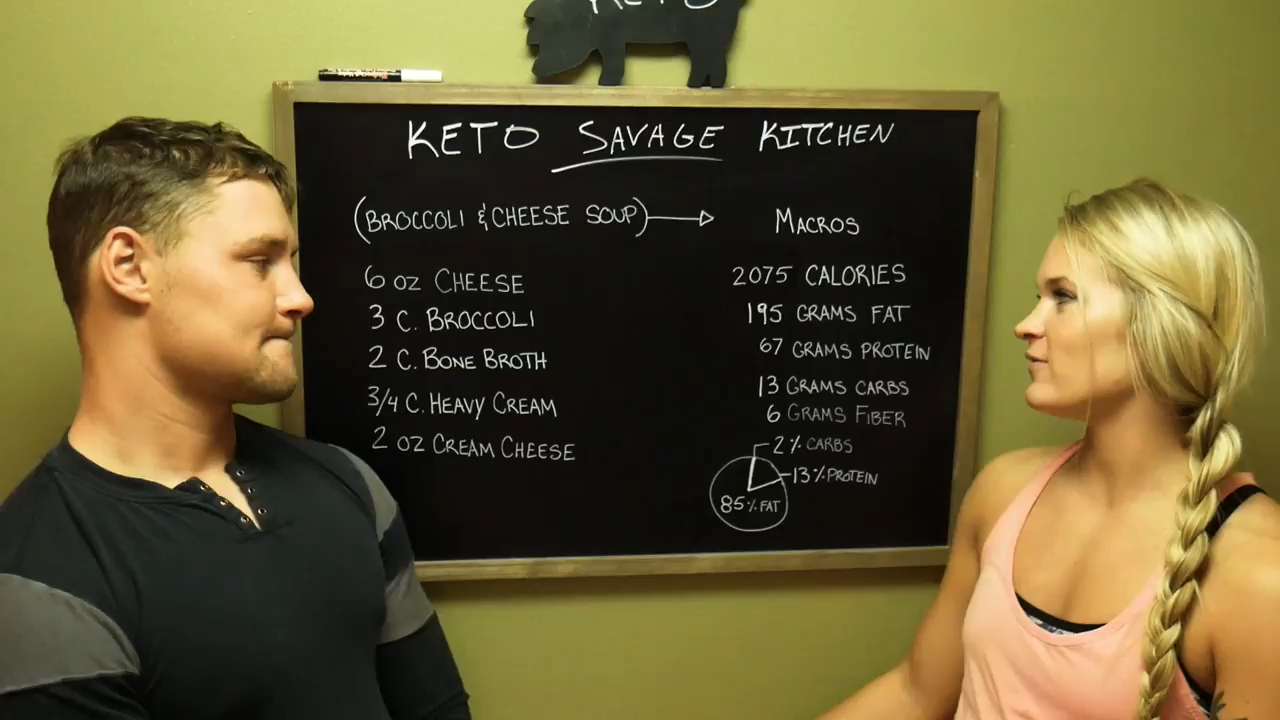 KETO
KETO SAVAGE KITCHEN
(BROCCOLI & CHEESE SOUP)
6 OZ CHEESE
3 C. BROCCOLI
2 C. BONE BROTH
3/4 C. HEAVY CREAM
2 OZ CREAM CHEESE
MACROS
2075 CALORIES
195 GRAMS FAT
67 GRAMS PROTEIN
13 GRAMS CARBS
6 GRAMS FIBER
2% CARBS
13% PROTEIN
85% FAT